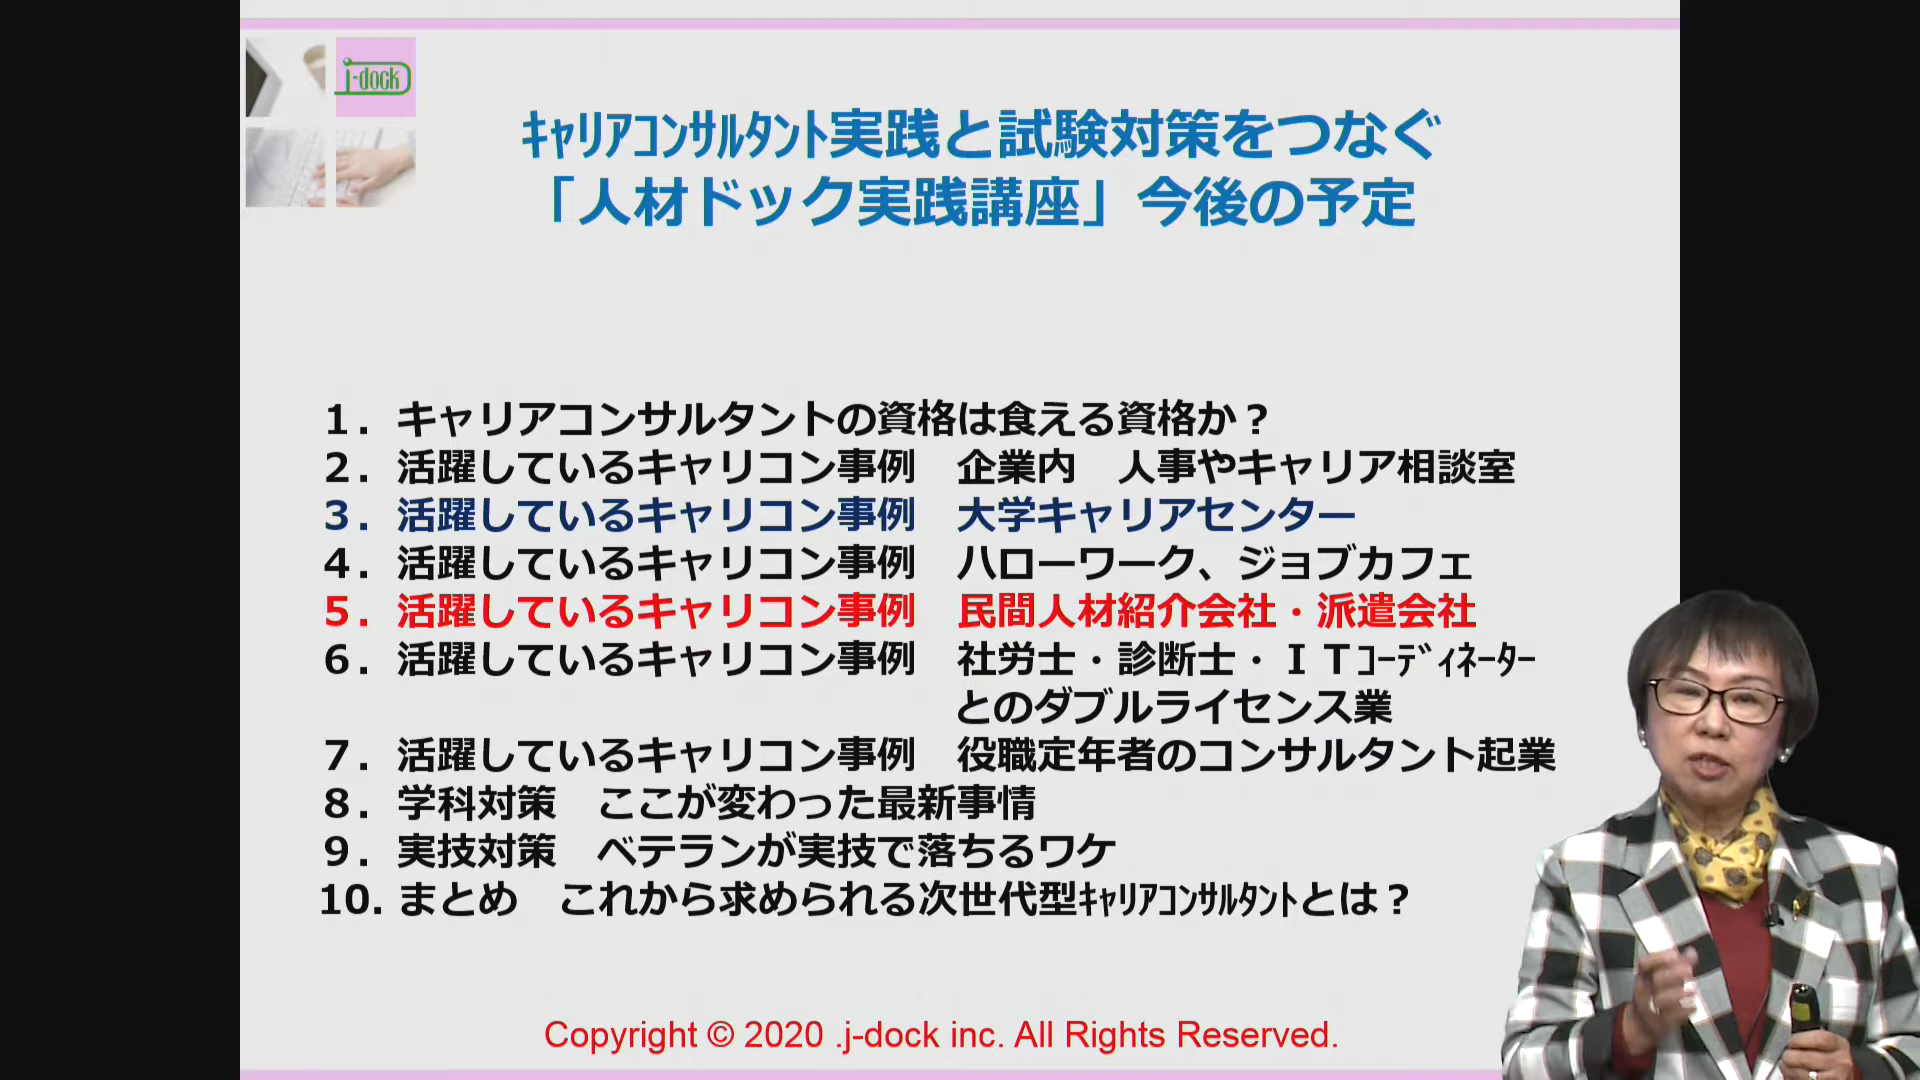 j-dock
ｷｬﾘｱｺﾝｻﾙﾀﾝﾄ実践と試験対策をつなぐ
「人材ドック実践講座」今後の予定
１．キャリアコンサルタントの資格は食える資格か？
２．活躍しているキャリコン事例　企業内　人事やキャリア相談室
３．活躍しているキャリコン事例　大学キャリアセンター
４．活躍しているキャリコン事例　ハローワーク、ジョブカフェ
５．活躍しているキャリコン事例　民間人材紹介会社・派遣会社
６．活躍しているキャリコン事例　社労士・診断士・ＩＴｺｰﾃﾞｨﾈｰﾀｰ
とのダブルライセンス業
７．活躍しているキャリコン事例　役職定年者のコンサルタント起業
８．学科対策　ここが変わった最新事情
９．実技対策　ベテランが実技で落ちるワケ
10. まとめ　これから求められる次世代型ｷｬﾘｱｺﾝｻﾙﾀﾝﾄとは？
Copyright © 2020 .j-dock inc. All Rights Reserved.